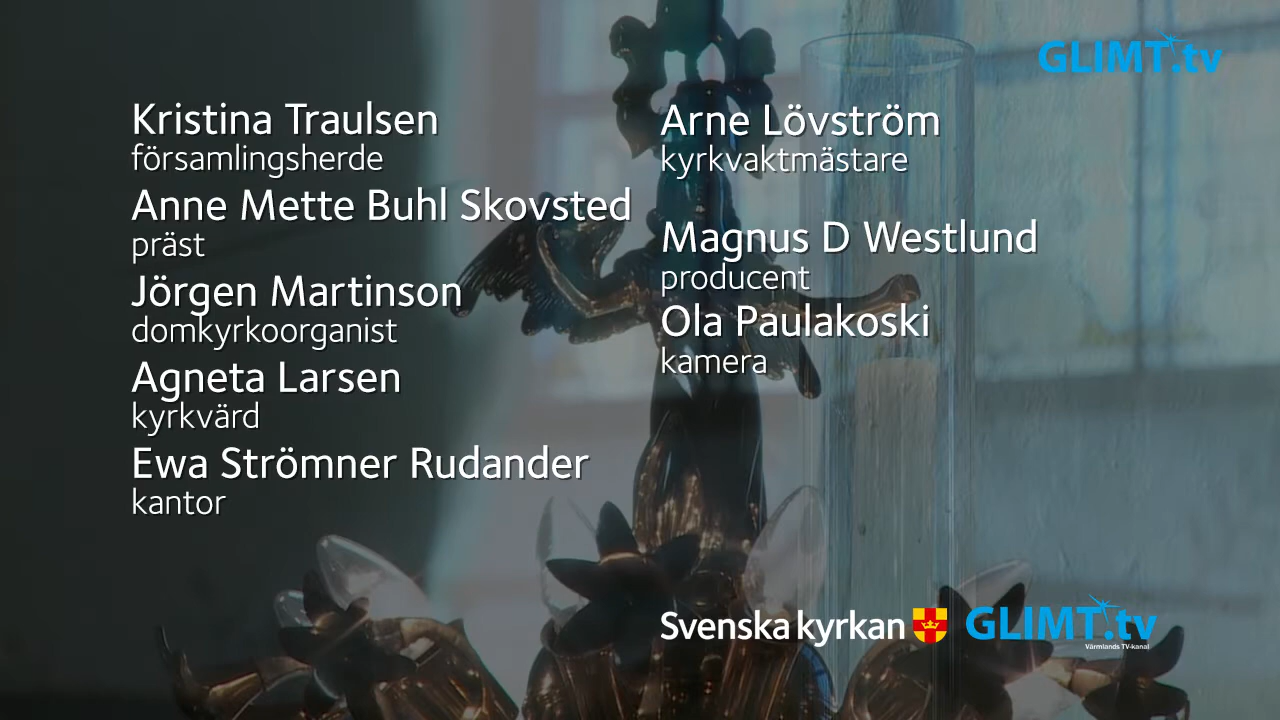 GLIMT.tv
Kristina Traulsen
församlingsherde
Anne Mette Buhl Skovsted
präst
Jörgen Martinson
domkyrkoorganist
Agneta Larsen
kyrkvärd
Ewa Strömner Rudander
kantor
Arne Lövström
kyrkvaktmästare
Magnus D Westlund
producent
Ola Paulakoski
kamera
Svenska kyrkan
GLIMT.tv
Värmlands TV-kanal